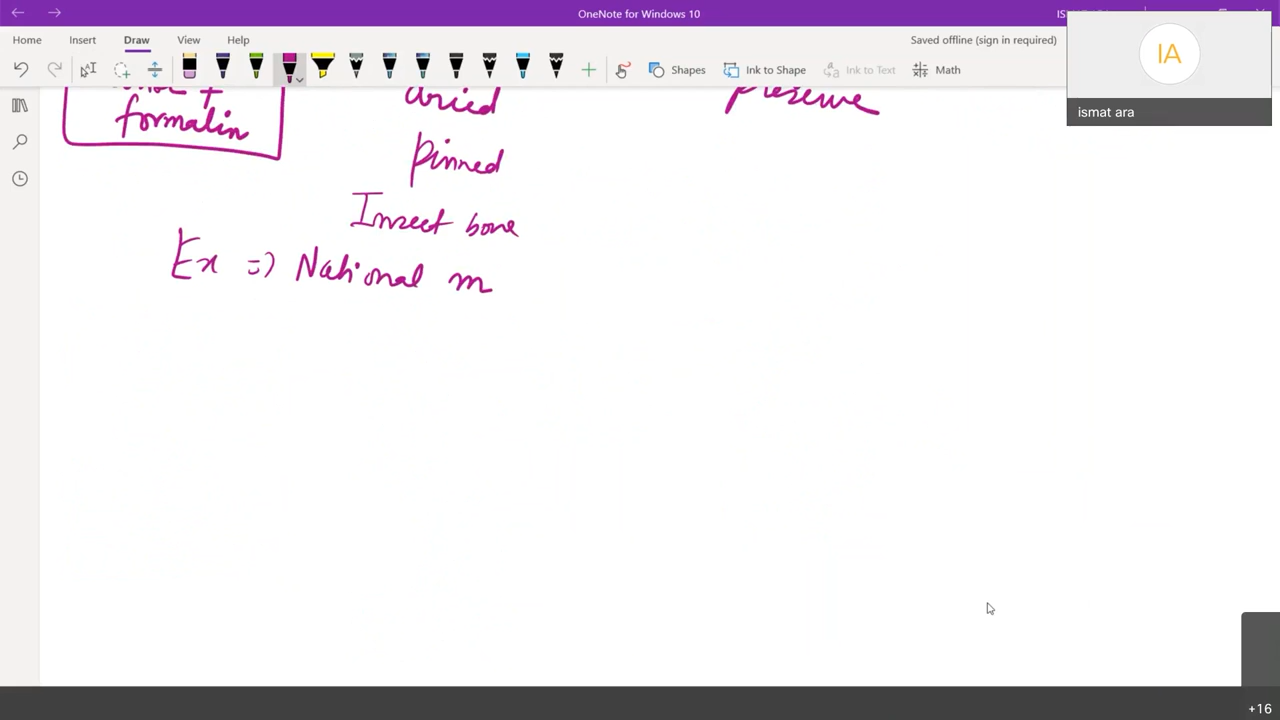 OneNote for Windows 10
Home Insert Draw View Help
Saved offline (sign in required)
IA
Shapes Ink to Shape Ink to Text Math
ismat ara
formalin
dried
preserve
Pinned
Insect bone
Ex => National m
+16